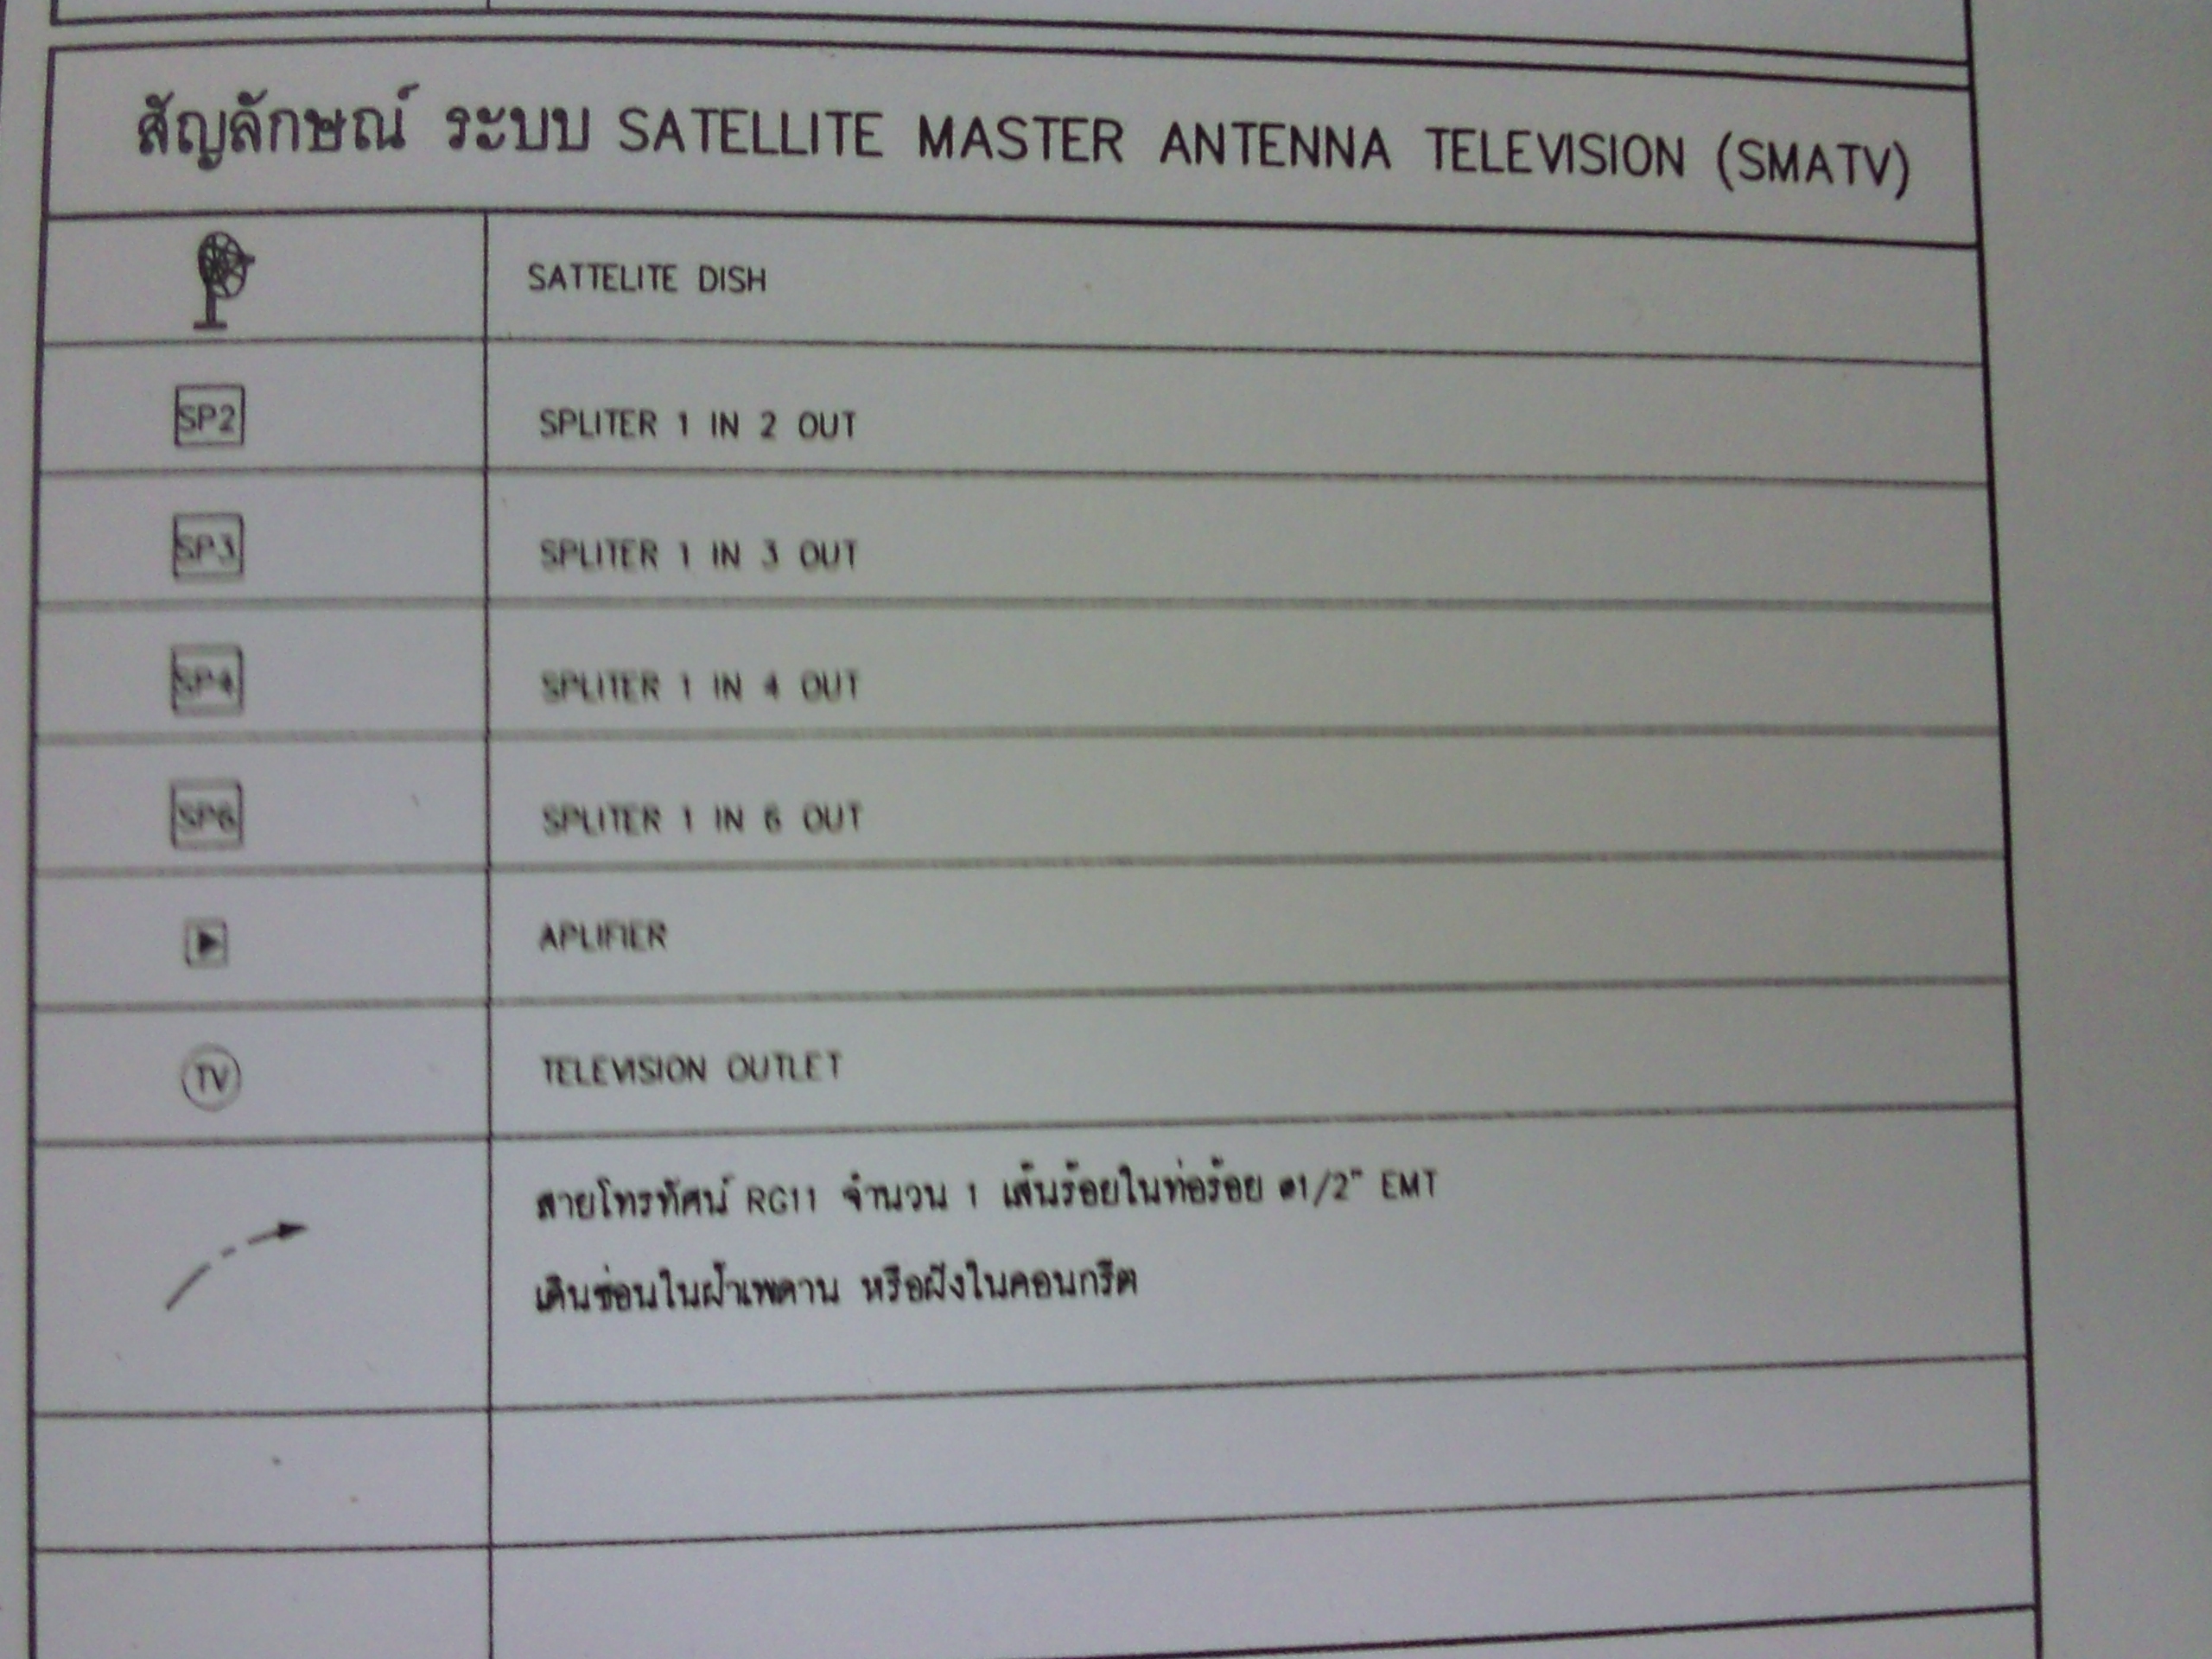 สัญลักษณ์ ระบบ SATELLITE MASTER ANTENNA TELEVISION (SMATV)
SATTELITE DISH
SP2 SPLITER 1 IN 2 OUT
SP3 SPLITER 1 IN 3 OUT
SP4 SPLITER 1 IN 4 OUT
SP6 SPLITER 1 IN 6 OUT
APLIFIER
TV TELEVISION OUTLET
สายโทรทัศน์ RG11 จำนวน 1 เส้นร้อยในท่อร้อย ø1/2" EMT
เดินซ่อนในฝ้าเพดาน หรือฝังในคอนกรีต